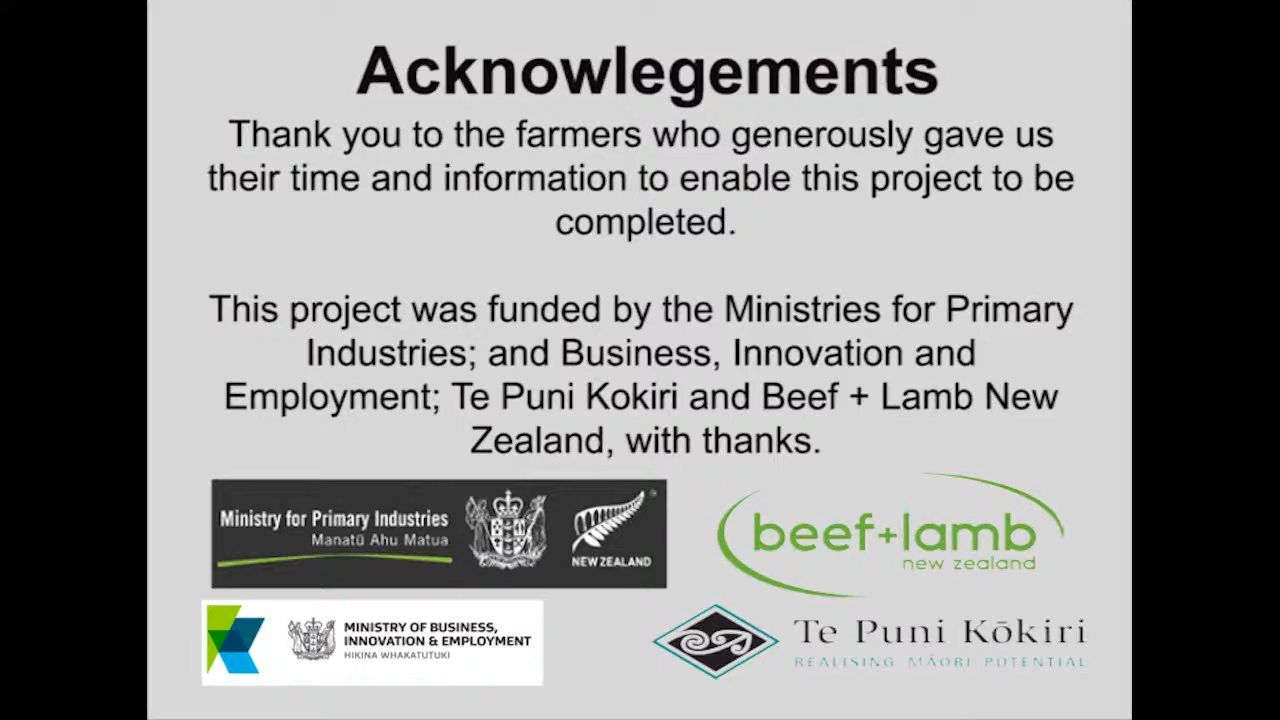 Acknowlegements
Thank you to the farmers who generously gave us
their time and information to enable this project to be
completed.
This project was funded by the Ministries for Primary
Industries; and Business, Innovation and
Employment; Te Puni Kokiri and Beef + Lamb New
Zealand, with thanks.
Ministry for Primary Industries
Manatū Ahu Matua
NEW ZEALAND
beef+lamb
new zealand
MINISTRY OF BUSINESS,
INNOVATION & EMPLOYMENT
HIKINA WHAKATUTUKI
Te Puni Kōkiri
REALISING MĀORI POTENTIAL